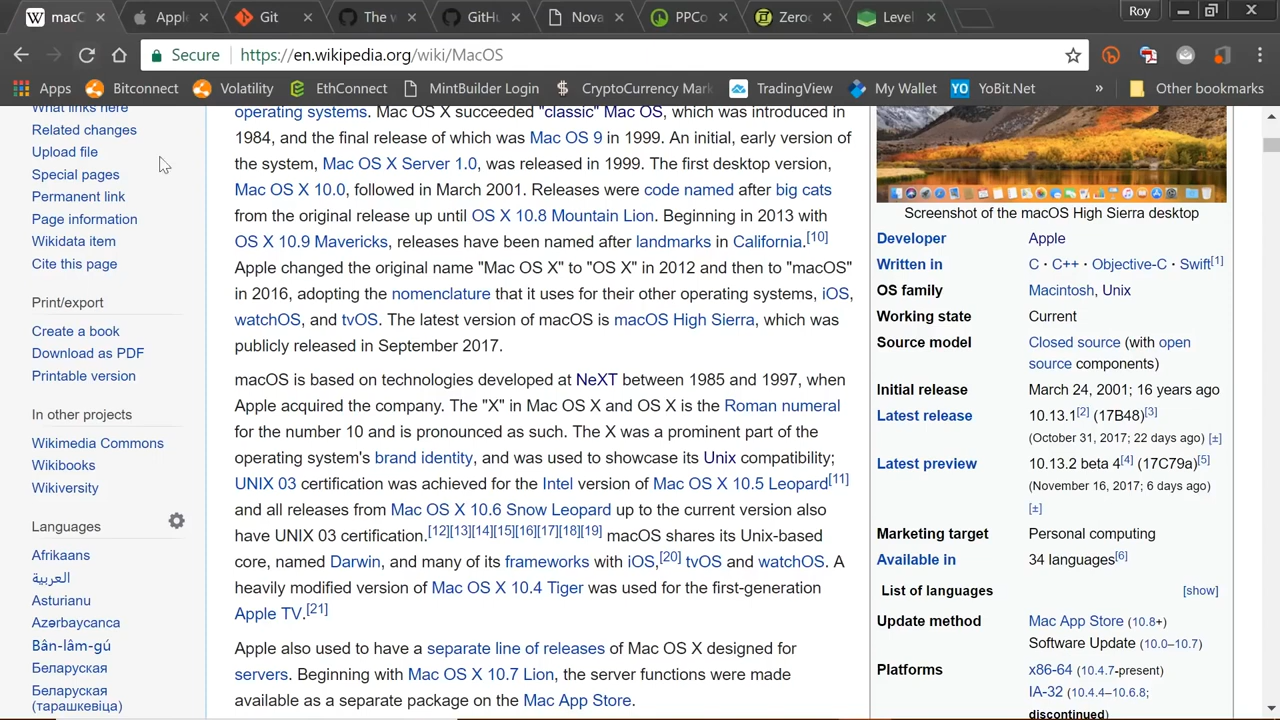 macC
Apple
Git
The v
GitHu
Nova
PPCo
Zeroc
Level
Roy
Secure https://en.wikipedia.org/wiki/MacOS
Apps Bitconnect Volatility EthConnect MintBuilder Login CryptoCurrency Mark TradingView My Wallet YoBit.Net » Other bookmarks
What links here
Related changes
Upload file
Special pages
Permanent link
Page information
Wikidata item
Cite this page
Print/export
Create a book
Download as PDF
Printable version
In other projects
Wikimedia Commons
Wikibooks
Wikiversity
Languages
Afrikaans
العربية
Asturianu
Azərbaycanca
Bân-lâm-gú
Беларуская
Беларуская
(тарашкевіца)
operating systems. Mac OS X succeeded "classic" Mac OS, which was introduced in
1984, and the final release of which was Mac OS 9 in 1999. An initial, early version of
the system, Mac OS X Server 1.0, was released in 1999. The first desktop version,
Mac OS X 10.0, followed in March 2001. Releases were code named after big cats
from the original release up until OS X 10.8 Mountain Lion. Beginning in 2013 with
OS X 10.9 Mavericks, releases have been named after landmarks in California.[10]
Apple changed the original name "Mac OS X" to "OS X" in 2012 and then to "macOS"
in 2016, adopting the nomenclature that it uses for their other operating systems, iOS,
watchOS, and tvOS. The latest version of macOS is macOS High Sierra, which was
publicly released in September 2017.
macOS is based on technologies developed at NeXT between 1985 and 1997, when
Apple acquired the company. The "X" in Mac OS X and OS X is the Roman numeral
for the number 10 and is pronounced as such. The X was a prominent part of the
operating system's brand identity, and was used to showcase its Unix compatibility;
UNIX 03 certification was achieved for the Intel version of Mac OS X 10.5 Leopard[11]
and all releases from Mac OS X 10.6 Snow Leopard up to the current version also
have UNIX 03 certification.[12][13][14][15][16][17][18][19] macOS shares its Unix-based
core, named Darwin, and many of its frameworks with iOS,[20] tvOS and watchOS. A
heavily modified version of Mac OS X 10.4 Tiger was used for the first-generation
Apple TV.[21]
Apple also used to have a separate line of releases of Mac OS X designed for
servers. Beginning with Mac OS X 10.7 Lion, the server functions were made
available as a separate package on the Mac App Store.
Screenshot of the macOS High Sierra desktop
Developer Apple
Written in C · C++ · Objective-C · Swift[1]
OS family Macintosh, Unix
Working state Current
Source model Closed source (with open
source components)
Initial release March 24, 2001; 16 years ago
Latest release 10.13.1[2] (17B48)[3]
(October 31, 2017; 22 days ago) [±]
Latest preview 10.13.2 beta 4[4] (17C79a)[5]
(November 16, 2017; 6 days ago)
[±]
Marketing target Personal computing
Available in 34 languages[6]
List of languages [show]
Update method Mac App Store (10.8+)
Software Update (10.0–10.7)
Platforms x86-64 (10.4.7-present)
IA-32 (10.4.4–10.6.8;
discontinued)